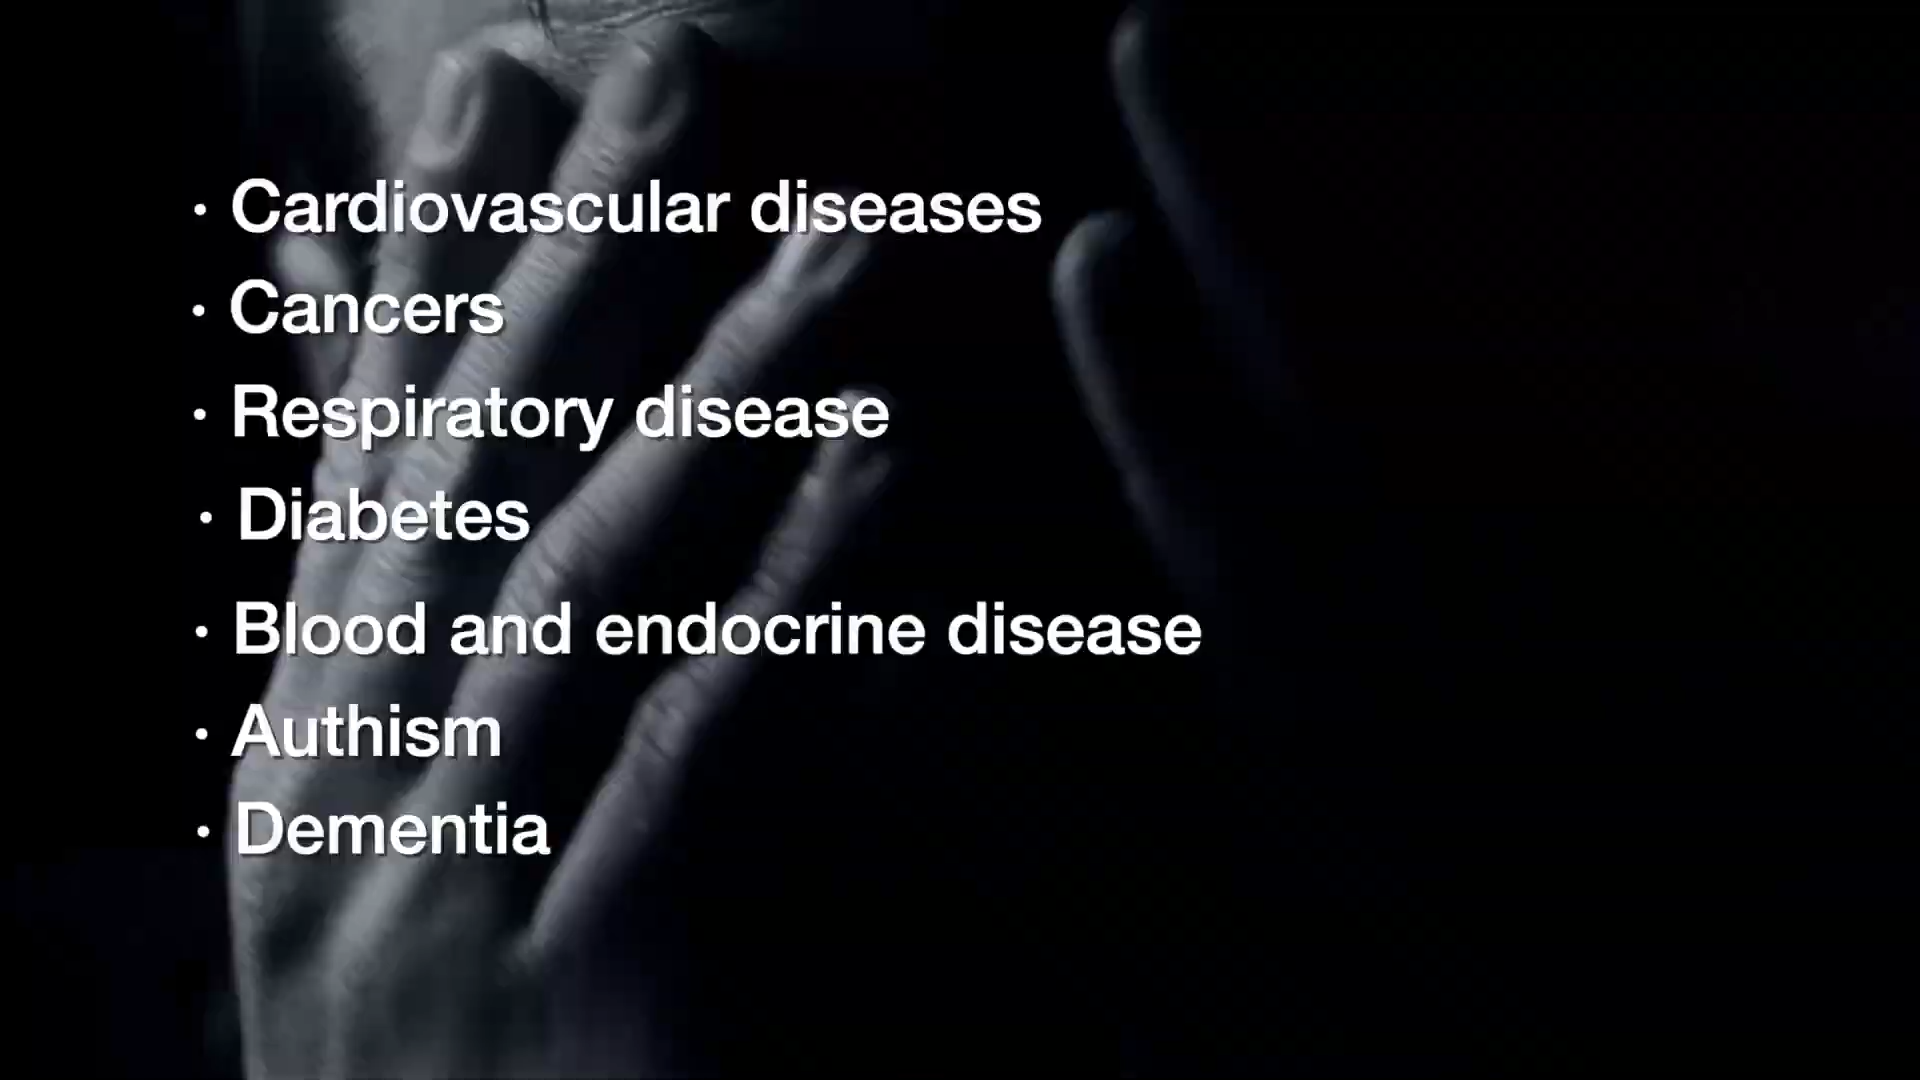 · Cardiovascular diseases
· Cancers
· Respiratory disease
· Diabetes
· Blood and endocrine disease
· Authism
· Dementia